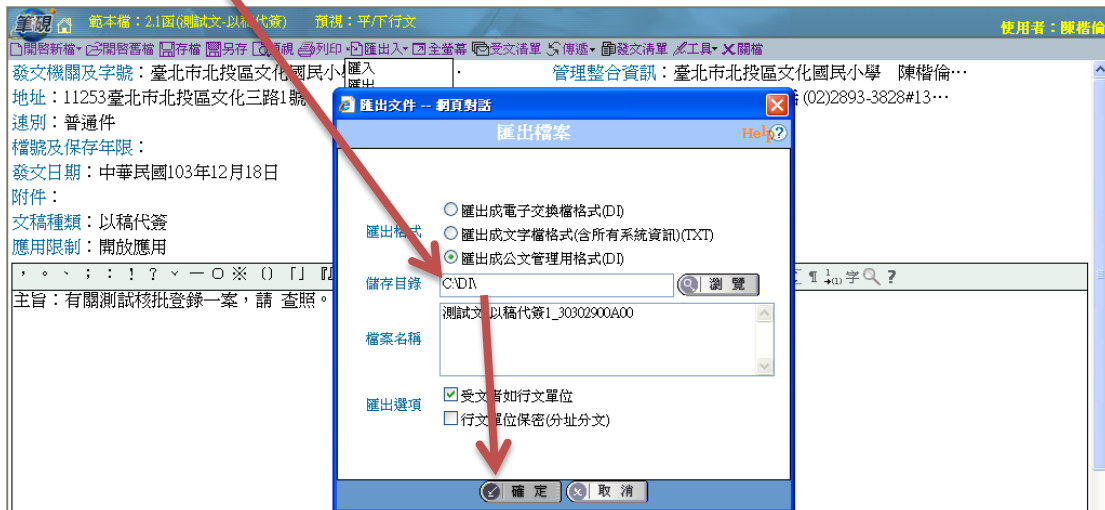 筆硯 範本檔：2.1函(測試文-以稿代簽) 預視：平/下行文 使用者：陳楷倫
開啟新檔 開啟舊檔 存檔 另存 預視 列印 匯出入 全螢幕 受文清單 傳遞 發文清單 工具 關檔
發文機關及字號：臺北市北投區文化國民小 匯入 管理整合資訊：臺北市北投區文化國民小學 陳楷倫…
匯出
地址：11253臺北市北投區文化三路1號 (02)2893-3828#13…
速別：普通件
檔號及保存年限：
發文日期：中華民國103年12月18日
附件：
文稿種類：以稿代簽
應用限制：開放應用
，。、；：！？ˇ－○※()「」
字 ?
主旨：有關測試核批登錄一案，請 查照。
匯出文件 -- 網頁對話
匯出檔案 Help?
匯出格式
匯出成電子交換檔格式(DI)
匯出成文字檔格式(含所有系統資訊)(TXT)
匯出成公文管理用格式(DI)
儲存目錄 C:\DI\ 瀏覽
檔案名稱 測試文-以稿代簽1_30302900A00
匯出選項
受文者如行文單位
行文單位保密(分址分文)
確定 取消